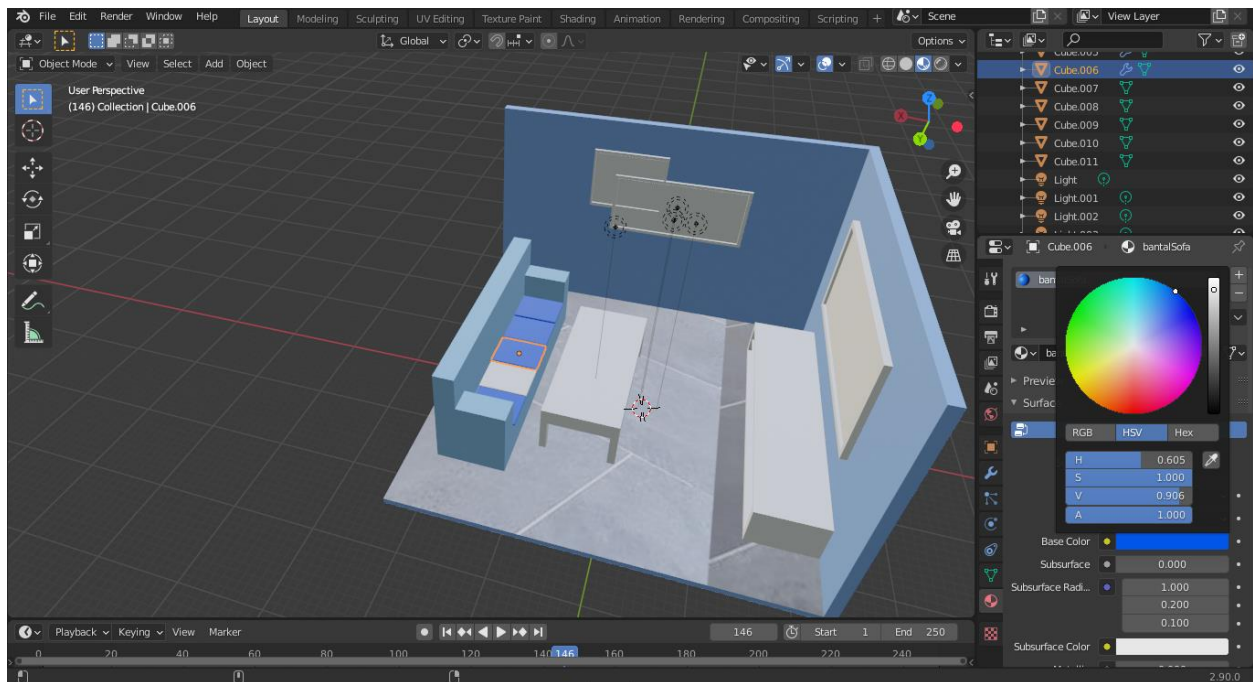 File Edit Render Window Help Layout Modeling Sculpting UV Editing Texture Paint Shading Animation Rendering Compositing Scripting + Scene View Layer
Global Options
Object Mode View Select Add Object
User Perspective
(146) Collection | Cube.006
X
Y
Z
Cube.005
Cube.006
Cube.007
Cube.008
Cube.009
Cube.010
Cube.011
Light
Light.001
Light.002
Cube.006 bantalSofa
ban
ba
Previe
Surfac
RGB HSV Hex
H 0.605
S 1.000
V 0.906
A 1.000
Base Color
Subsurface 0.000
Subsurface Radi... 1.000
0.200
0.100
Subsurface Color
Playback Keying View Marker 146 Start 1 End 250
0 20 40 60 80 100 120 140 146 160 180 200 220 240
2.90.0